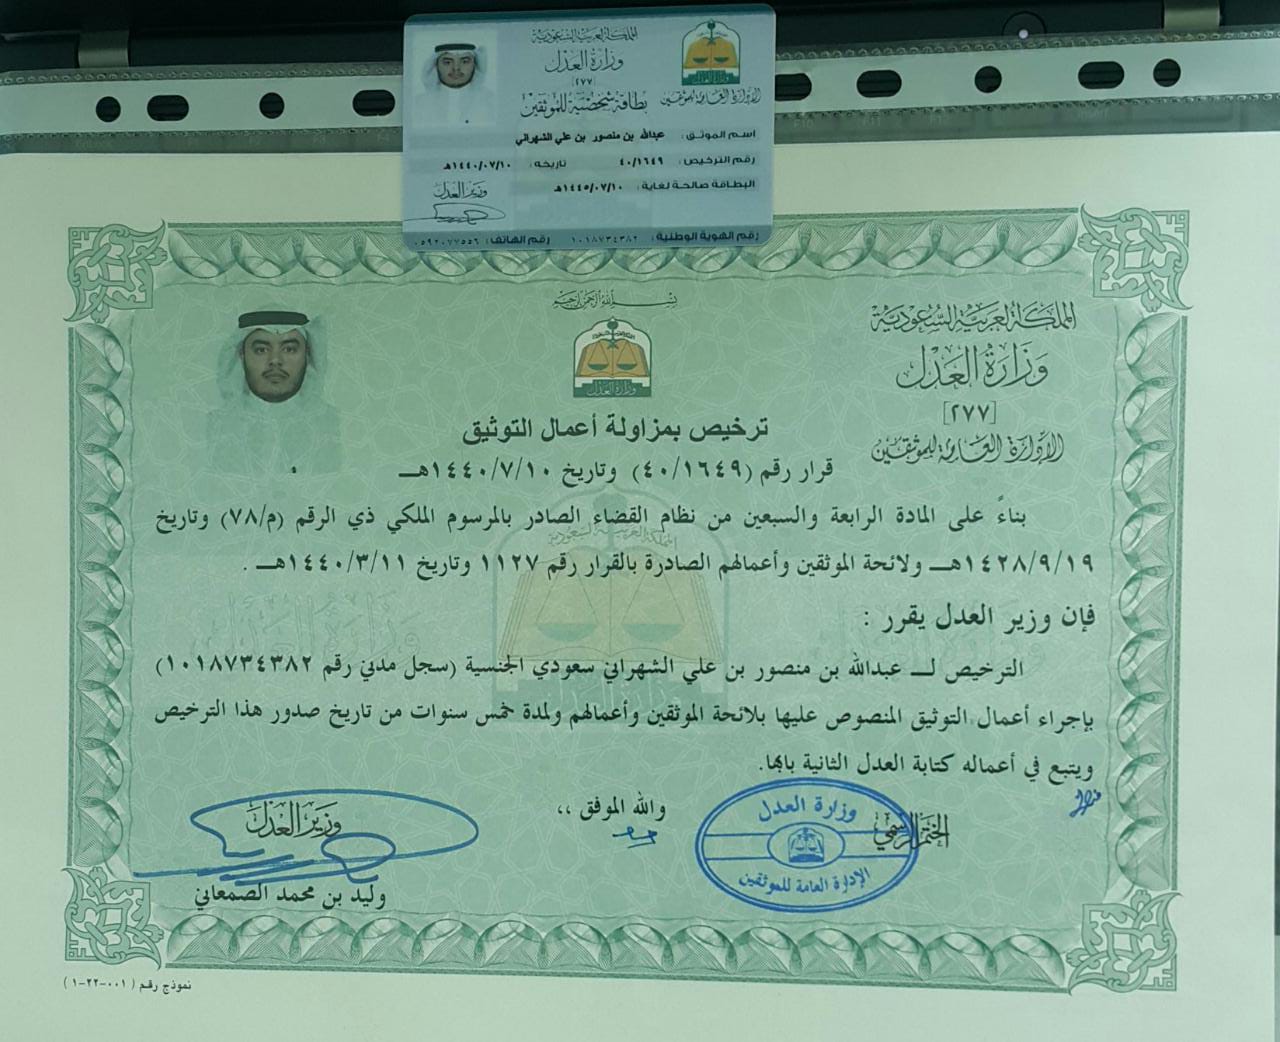 المملكة العربية السعودية
وزارة العدل
[٢٧٧]
الإدارة العامة للموثقين
بطاقة شخصية للموثقين
اسم الموثق : عبدالله بن منصور بن علي الشهراني
رقم الترخيص : ٤٠/١٦٤٩ تاريخه : ١٤٤٠/٠٧/١٠هـ
البطاقة صالحة لغاية : ١٤٤٥/٠٧/١٠هـ
وزير العدل
رقم الهوية الوطنية : ١٠١٨٧٣٤٣٨٢ رقم الهاتف : ٠٥٩٢٠٧٧٥٥٦
بسم الله الرحمن الرحيم
المملكة العربية السعودية
وزارة العدل
[٢٧٧]
الإدارة العامة للموثقين
وزارة العدل
ترخيص بمزاولة أعمال التوثيق
قرار رقم (٤٠/١٦٤٩) وتاريخ ١٤٤٠/٧/١٠هـ
بناءً على المادة الرابعة والسبعين من نظام القضاء الصادر بالمرسوم الملكي ذي الرقم (م/٧٨) وتاريخ
١٤٢٨/٩/١٩هـ ولائحة الموثقين وأعمالهم الصادرة بالقرار رقم ١١٢٧ وتاريخ ١٤٤٠/٣/١١هـ .
فإن وزير العدل يقرر :
الترخيص لـ عبدالله بن منصور بن علي الشهراني سعودي الجنسية (سجل مدني رقم ١٠١٨٧٣٤٣٨٢)
بإجراء أعمال التوثيق المنصوص عليها بلائحة الموثقين وأعمالهم ولمدة خمس سنوات من تاريخ صدور هذا الترخيص
ويتبع في أعماله كتابة العدل الثانية بابها.
والله الموفق ،،
الختم الرسمي
وزارة العدل
الإدارة العامة للموثقين
وزير العدل
وليد بن محمد الصمعاني
نموذج رقم ( ٠٠١-٢٢-١ )